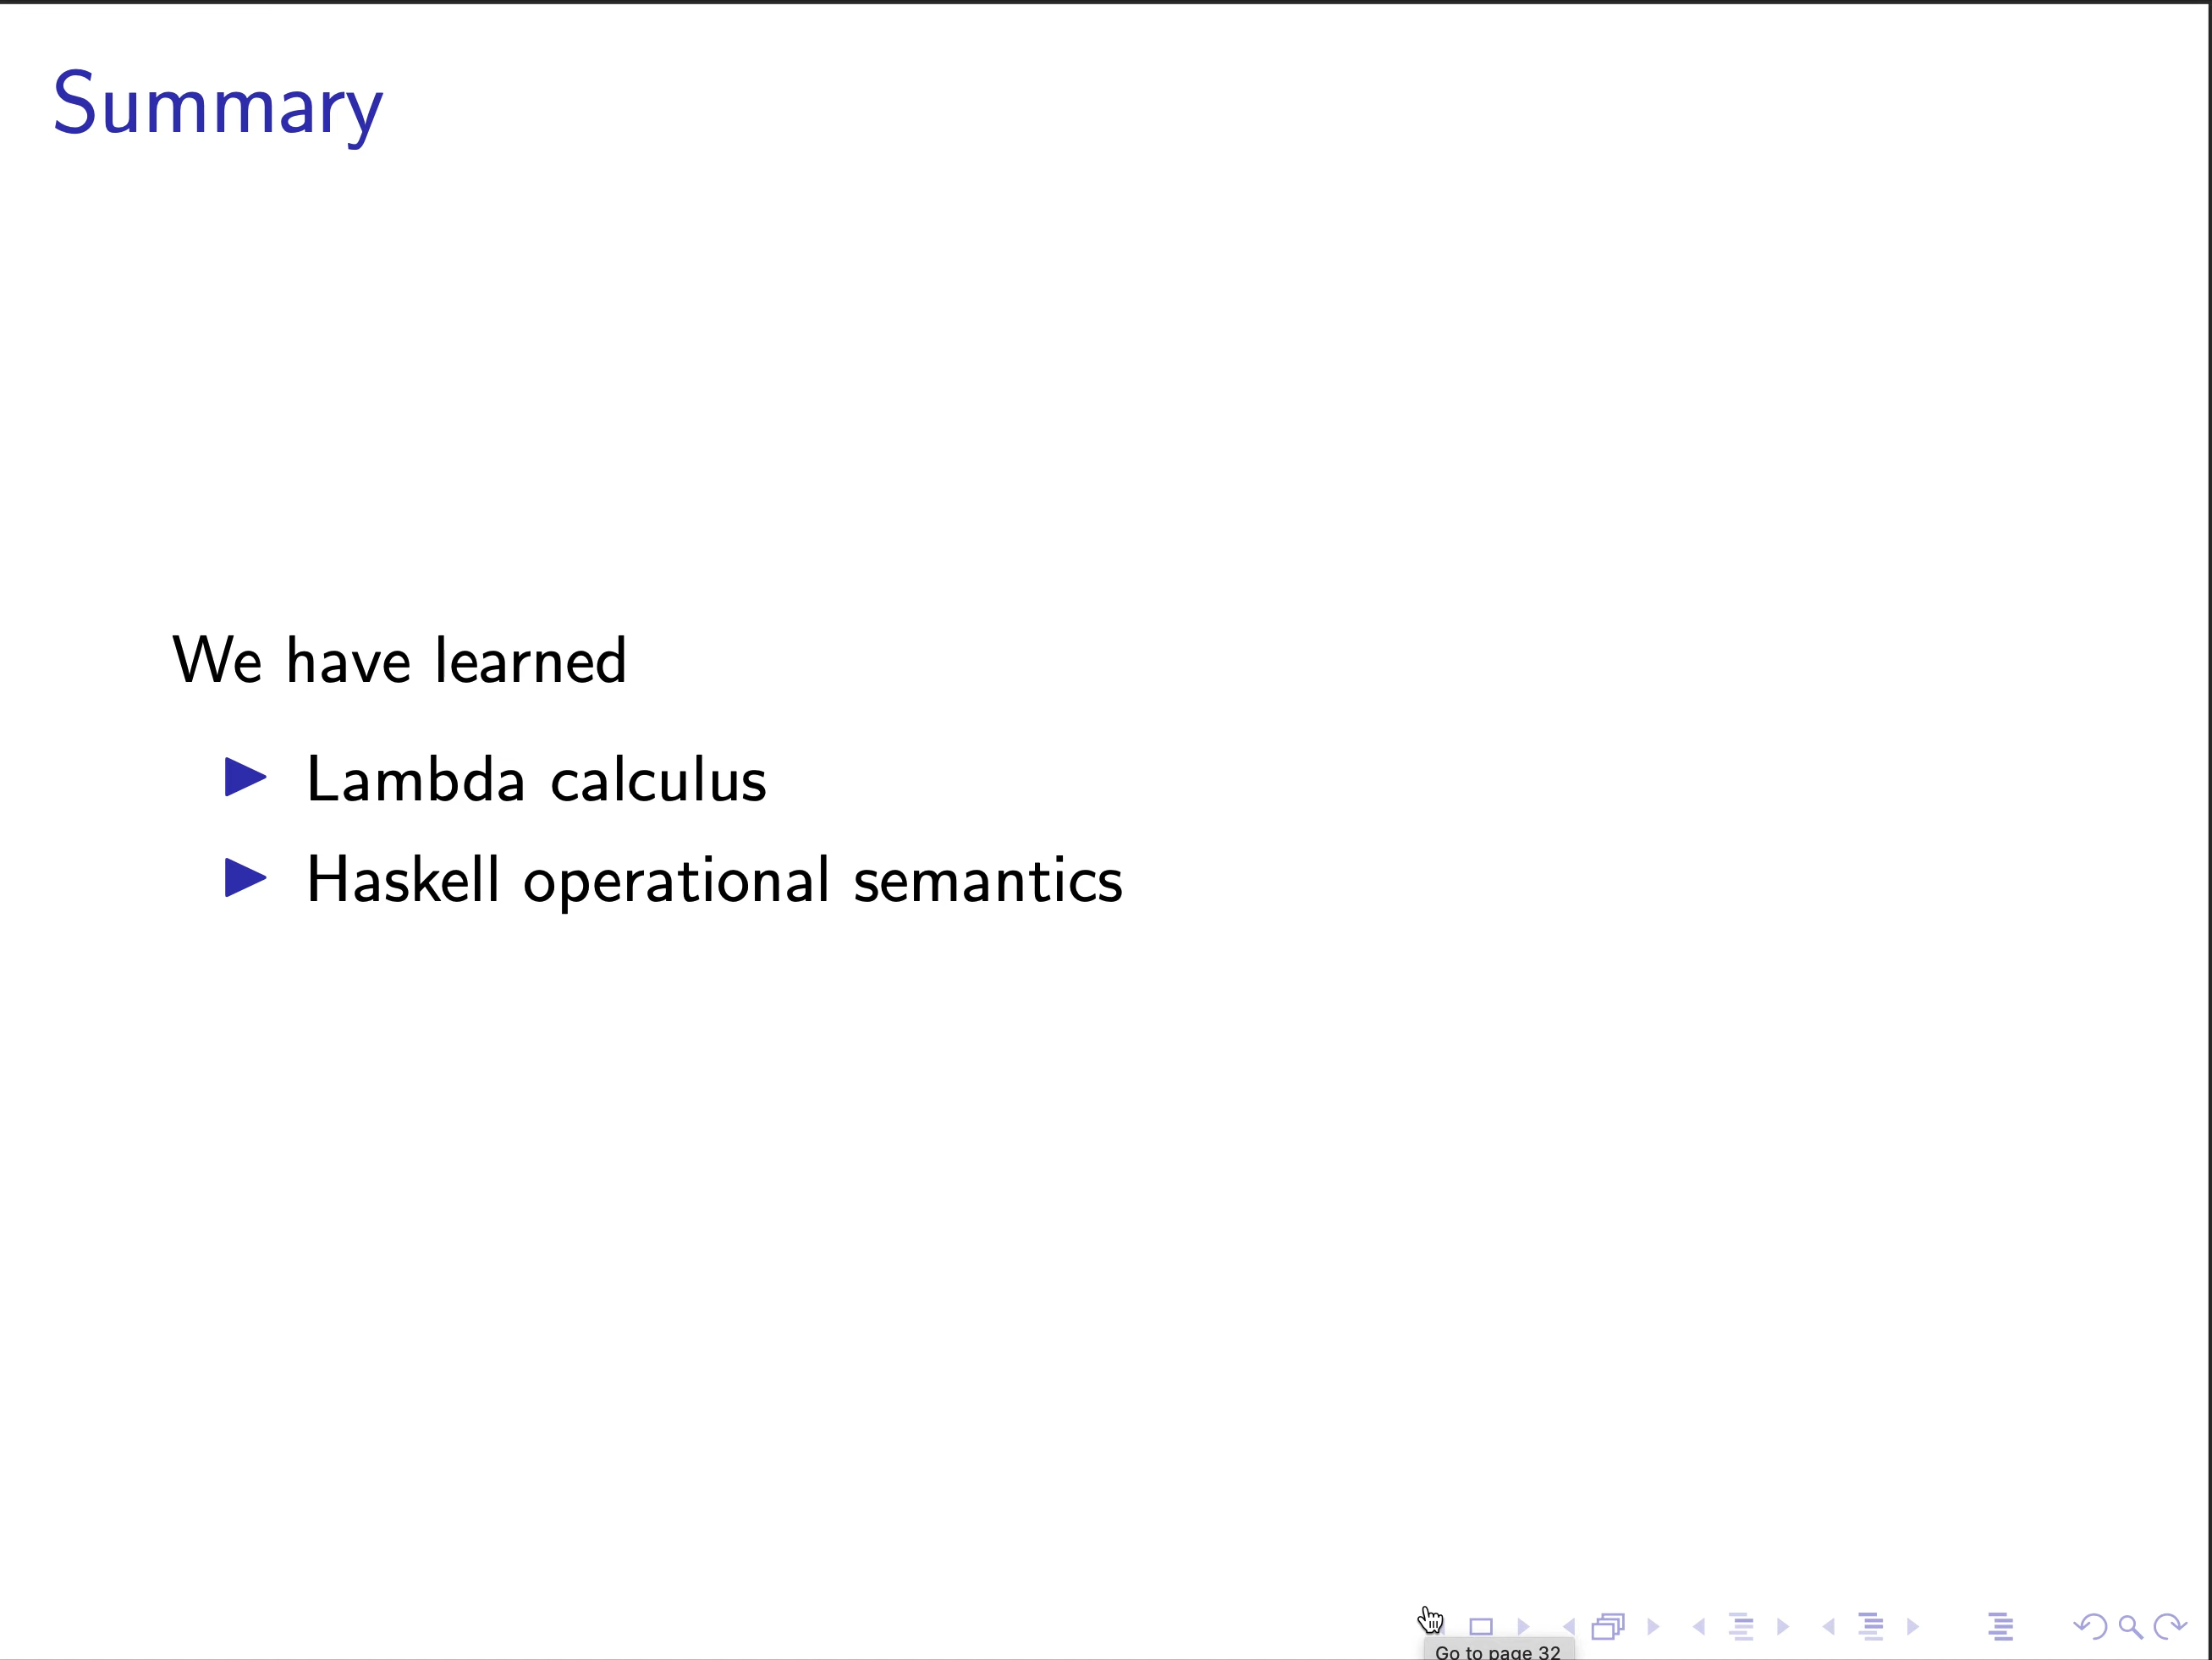 Summary
We have learned
Lambda calculus
Haskell operational semantics
Go to page 32